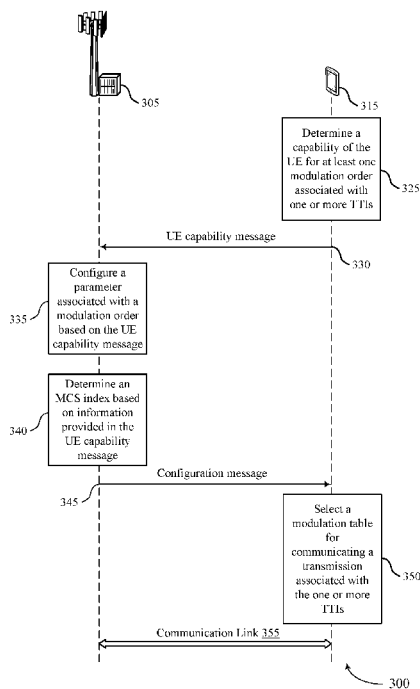 305
315
Determine a
capability of the
UE for at least one
modulation order
associated with
one or more TTIs
325
UE capability message
330
Configure a
parameter
associated with a
modulation order
based on the UE
capability message
335
Determine an
MCS index based
on information
provided in the
UE capability
message
340
Configuration message
345
Select a
modulation table
for
communicating a
transmission
associated with
the one or more
TTIs
350
Communication Link 355
300